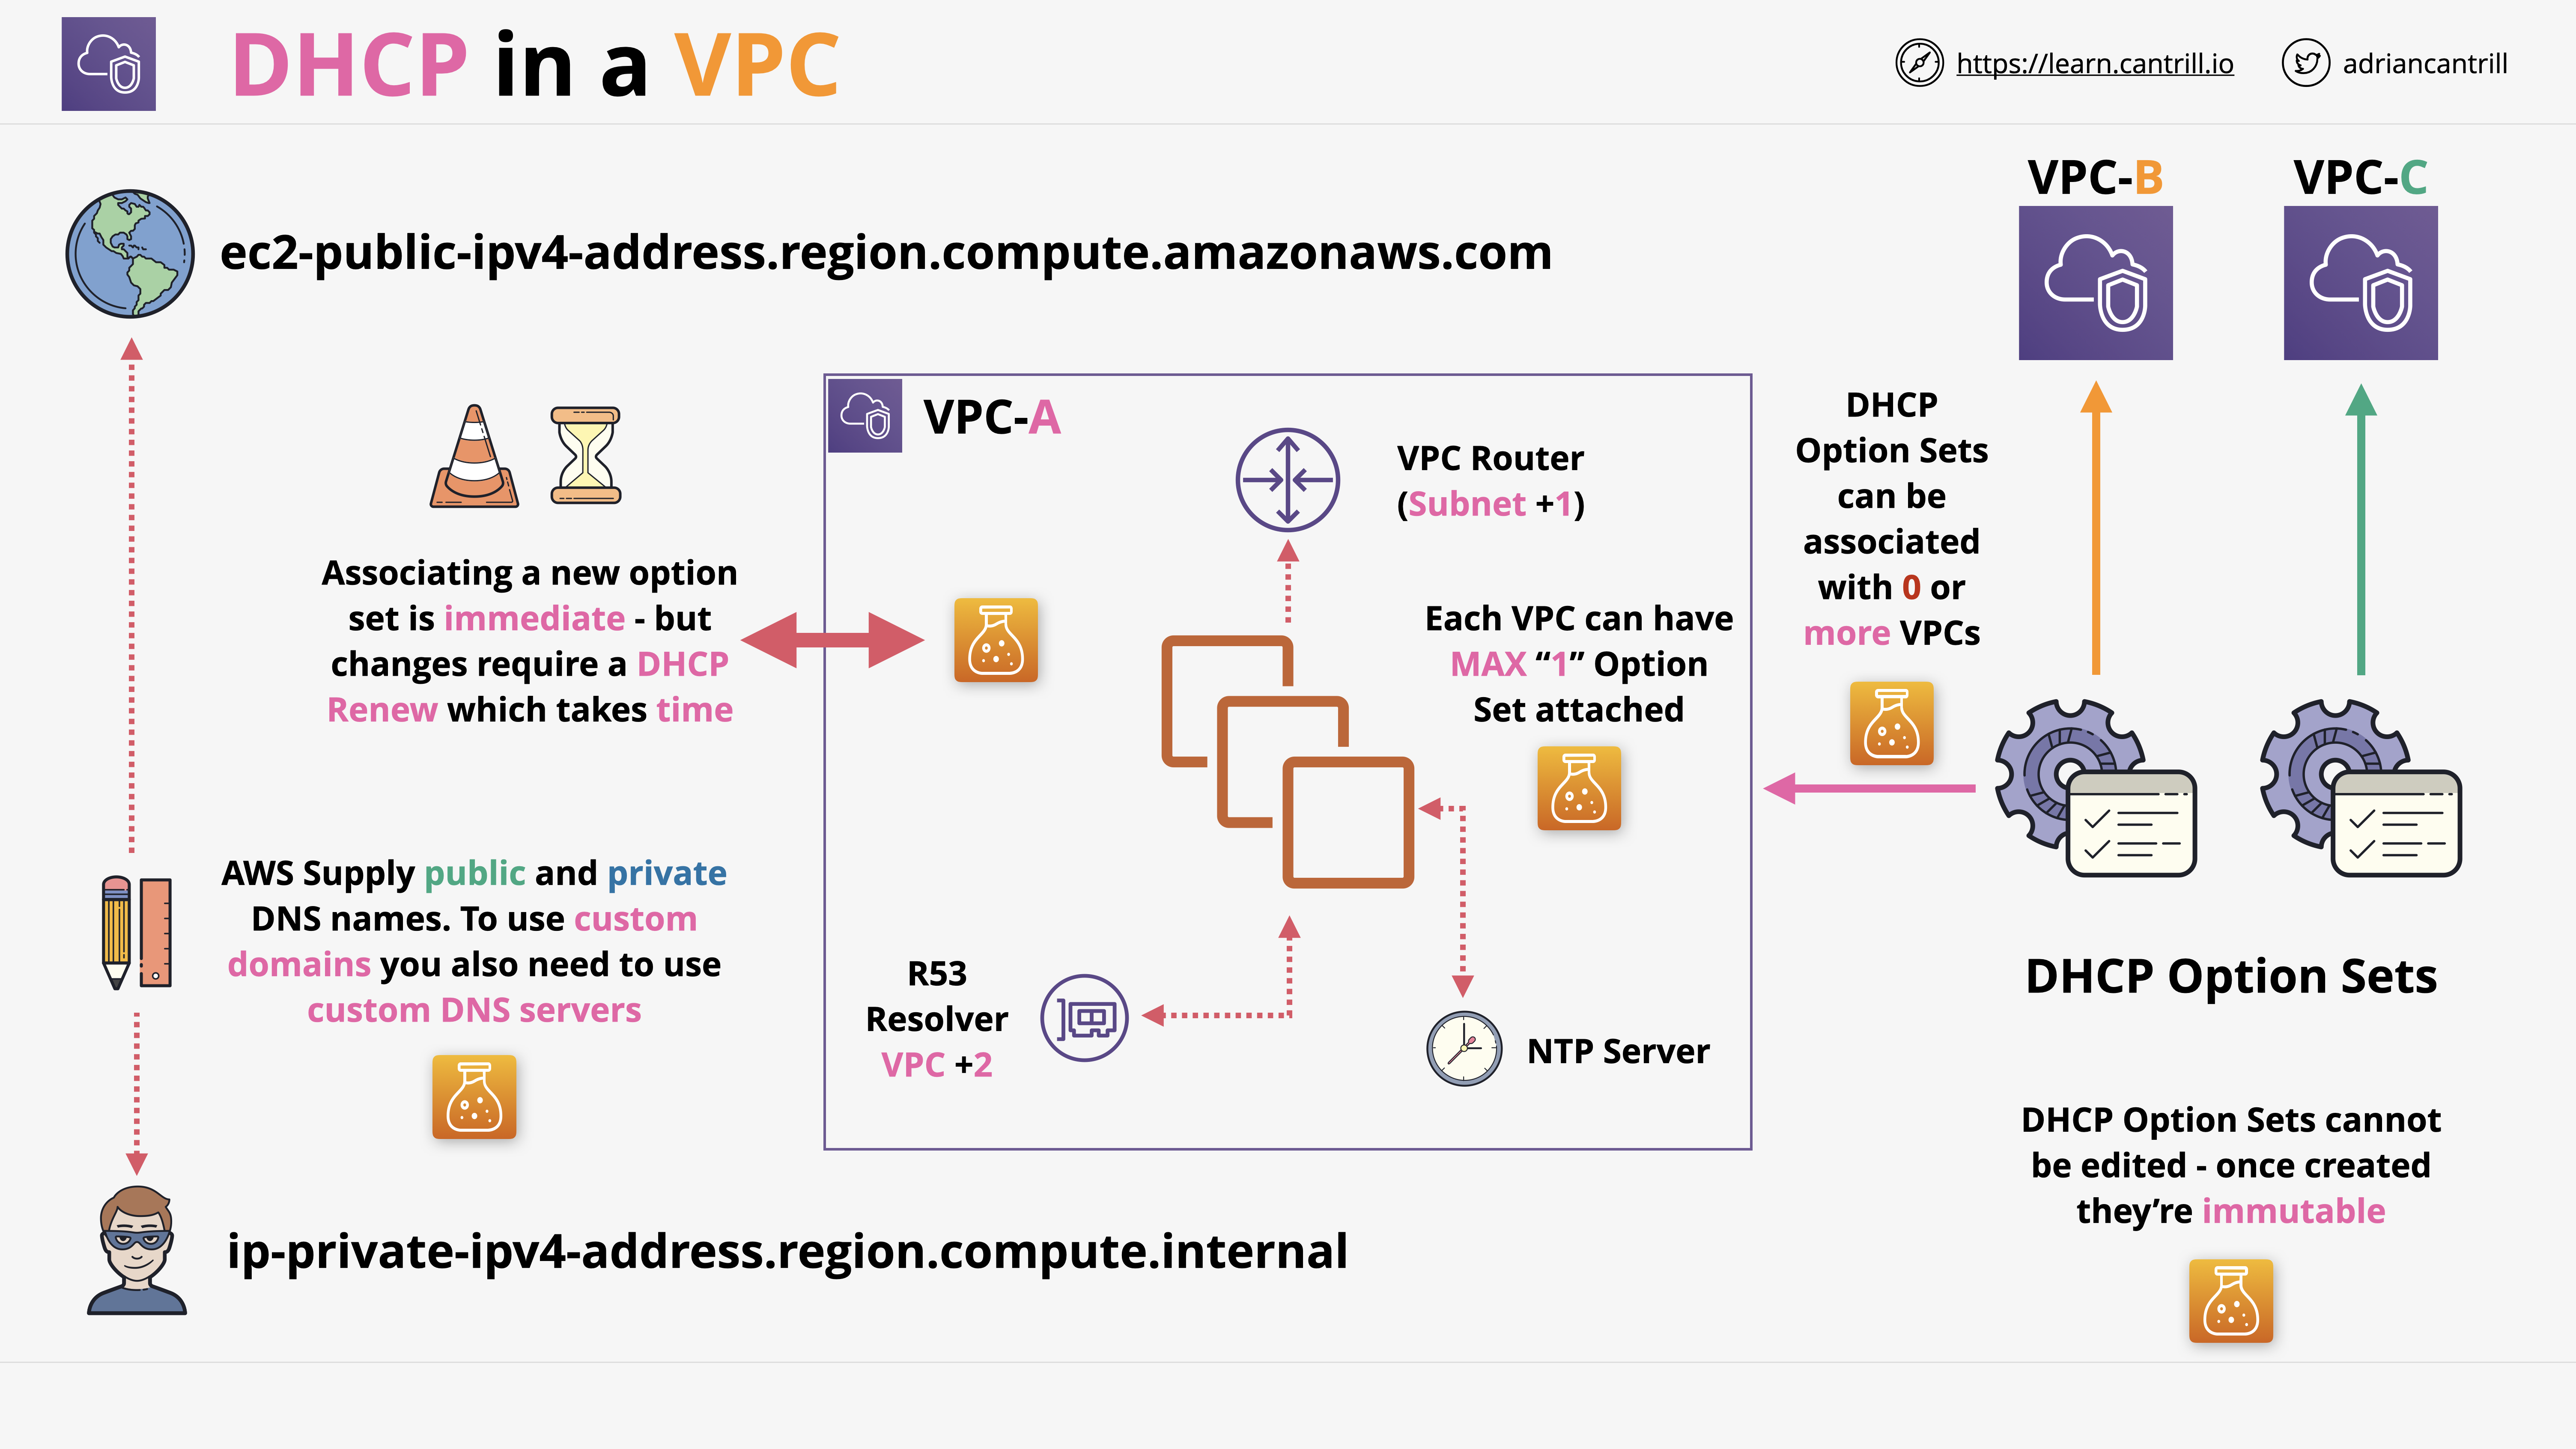 DHCP in a VPC
https://learn.cantrill.io
adriancantrill
ec2-public-ipv4-address.region.compute.amazonaws.com
Associating a new option
set is immediate - but
changes require a DHCP
Renew which takes time
AWS Supply public and private
DNS names. To use custom
domains you also need to use
custom DNS servers
ip-private-ipv4-address.region.compute.internal
VPC-A
VPC Router
(Subnet +1)
Each VPC can have
MAX “1” Option
Set attached
R53
Resolver
VPC +2
NTP Server
VPC-B
VPC-C
DHCP
Option Sets
can be
associated
with 0 or
more VPCs
DHCP Option Sets
DHCP Option Sets cannot
be edited - once created
they’re immutable